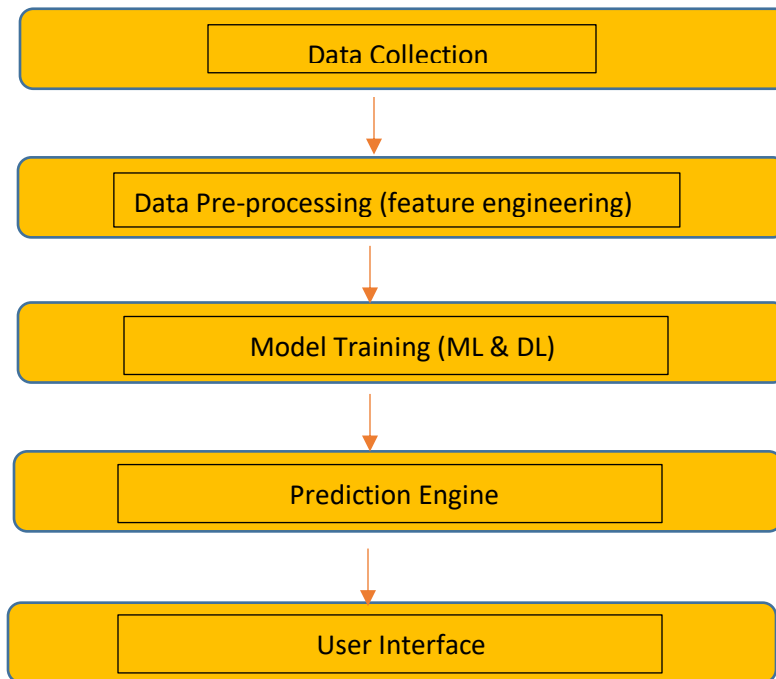 Data Collection
Data Pre-processing (feature engineering)
Model Training (ML & DL)
Prediction Engine
User Interface